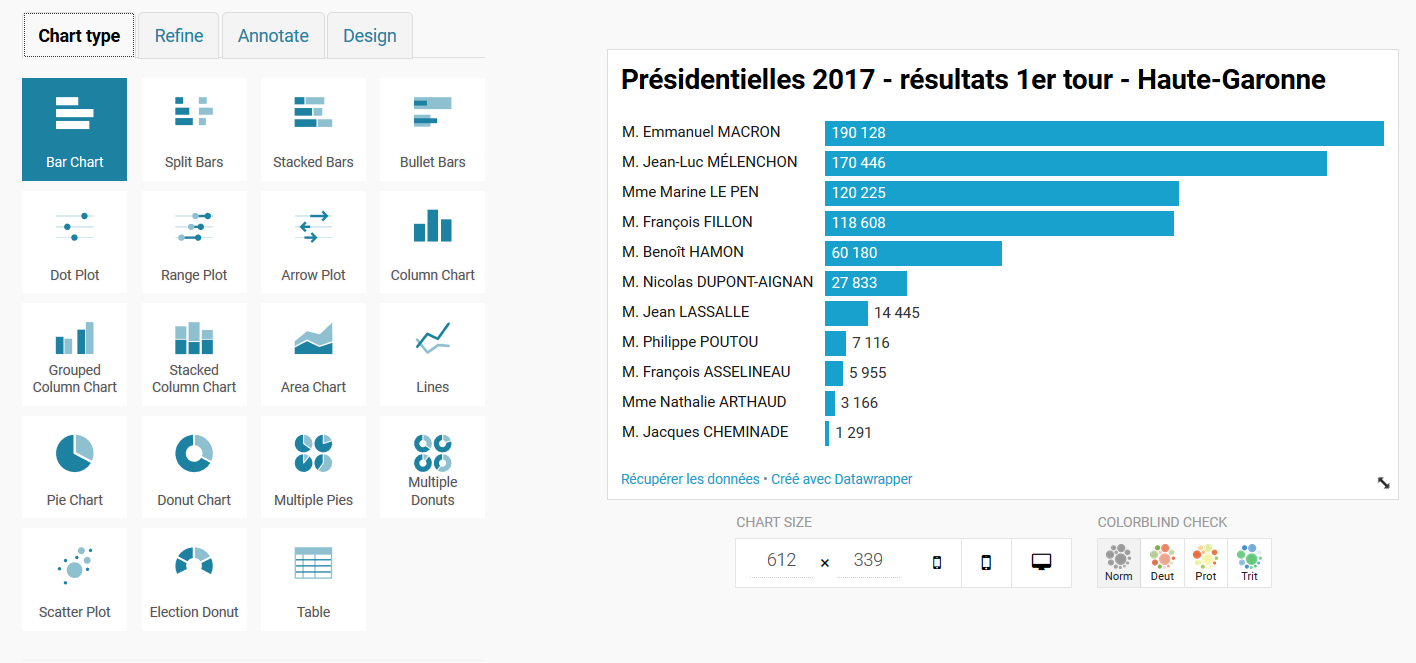 Chart type
Refine
Annotate
Design
Bar Chart
Split Bars
Stacked Bars
Bullet Bars
Dot Plot
Range Plot
Arrow Plot
Column Chart
Grouped
Column Chart
Stacked
Column Chart
Area Chart
Lines
Pie Chart
Donut Chart
Multiple Pies
Multiple
Donuts
Scatter Plot
Election Donut
Table
Présidentielles 2017 - résultats 1er tour - Haute-Garonne
M. Emmanuel MACRON 190 128
M. Jean-Luc MÉLENCHON 170 446
Mme Marine LE PEN 120 225
M. François FILLON 118 608
M. Benoît HAMON 60 180
M. Nicolas DUPONT-AIGNAN 27 833
M. Jean LASSALLE 14 445
M. Philippe POUTOU 7 116
M. François ASSELINEAU 5 955
Mme Nathalie ARTHAUD 3 166
M. Jacques CHEMINADE 1 291
Récupérer les données • Créé avec Datawrapper
CHART SIZE
612 × 339
COLORBLIND CHECK
Norm
Deut
Prot
Trit